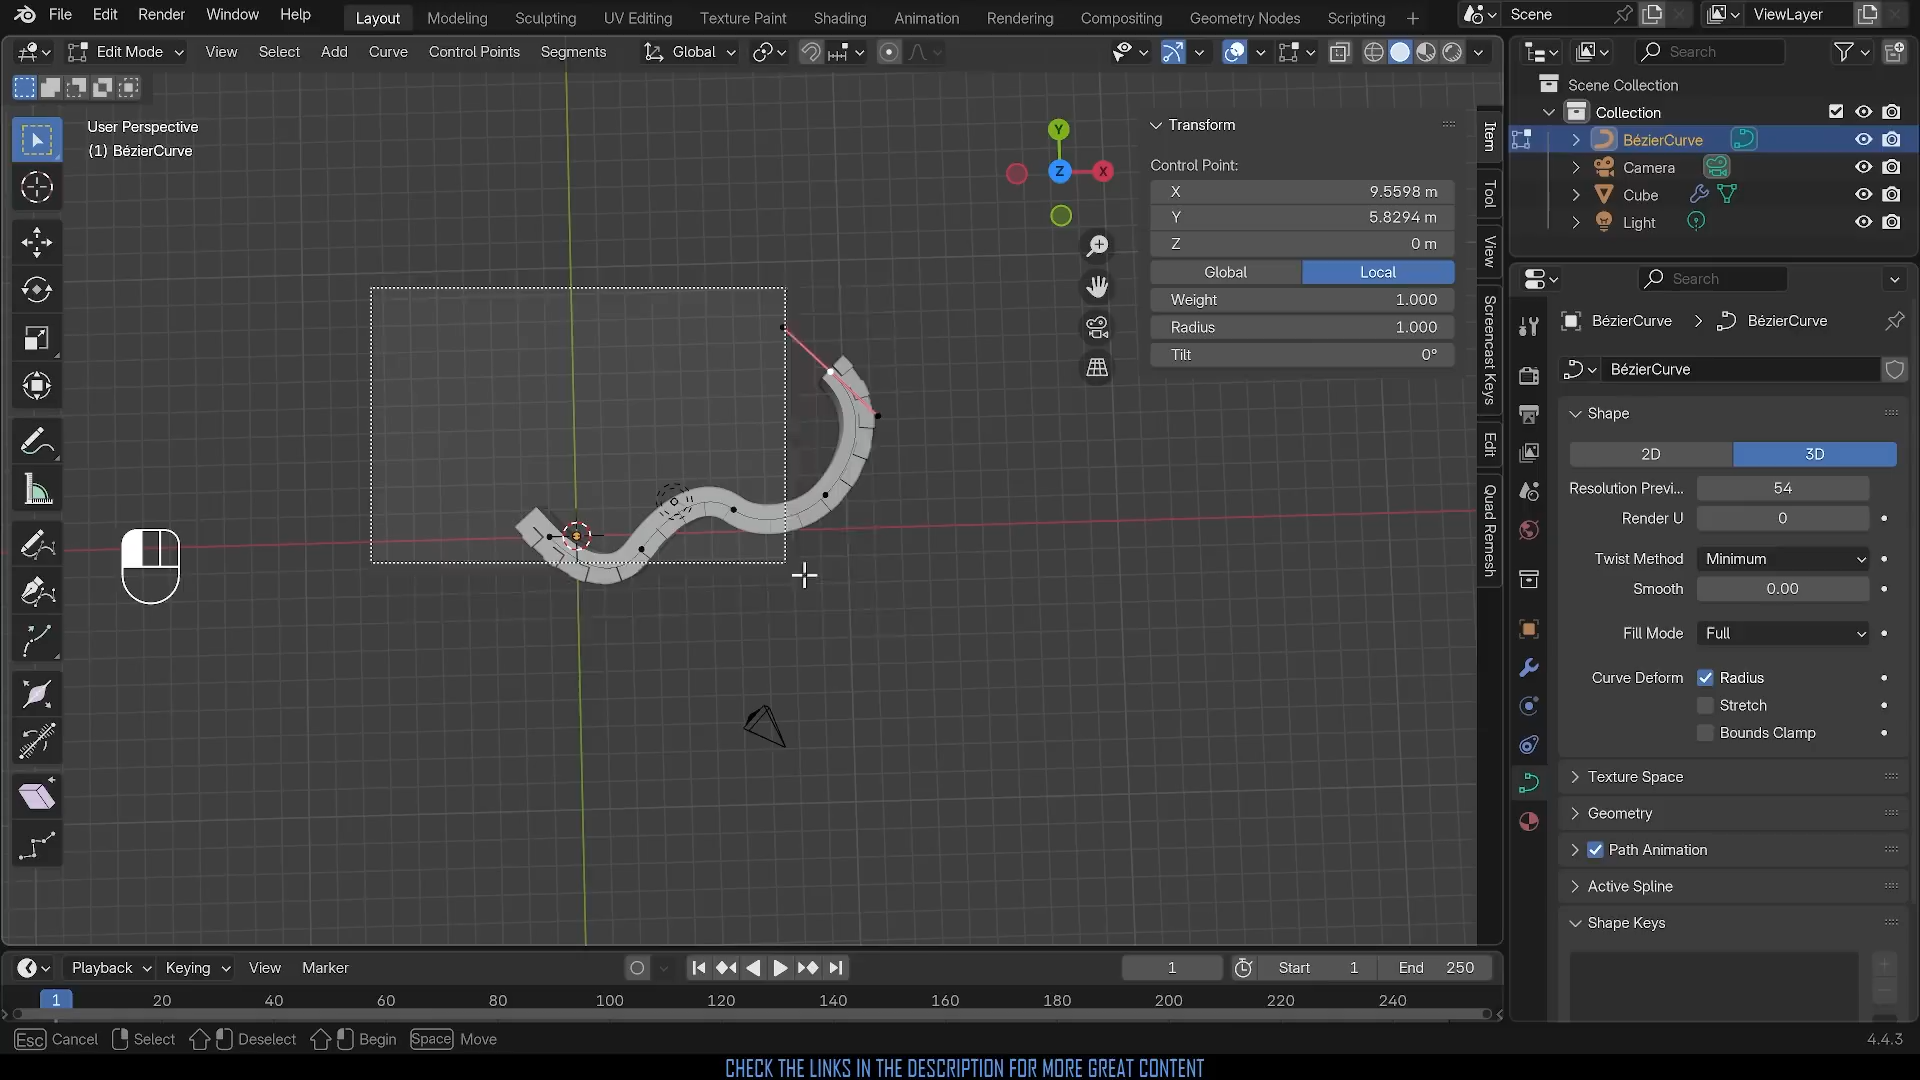 File Edit Render Window Help Layout Modeling Sculpting UV Editing Texture Paint Shading Animation Rendering Compositing Geometry Nodes Scripting + Scene ViewLayer
Edit Mode View Select Add Curve Control Points Segments Global Search
User Perspective
(1) BézierCurve
Y
Z X
Transform
Control Point:
X 9.5598 m
Y 5.8294 m
Z 0 m
Global Local
Weight 1.000
Radius 1.000
Tilt 0°
Item
Tool
View
Screencast Keys
Edit
Quad Remesh
Scene Collection
Collection
BézierCurve
Camera
Cube
Light
Search
BézierCurve > BézierCurve
BézierCurve
Shape
2D 3D
Resolution Previ... 54
Render U 0
Twist Method Minimum
Smooth 0.00
Fill Mode Full
Curve Deform Radius
Stretch
Bounds Clamp
Texture Space
Geometry
Path Animation
Active Spline
Shape Keys
Playback Keying View Marker 1 Start 1 End 250
1 20 40 60 80 100 120 140 160 180 200 220 240
Esc Cancel Select Deselect Begin Space Move 4.4.3
CHECK THE LINKS IN THE DESCRIPTION FOR MORE GREAT CONTENT